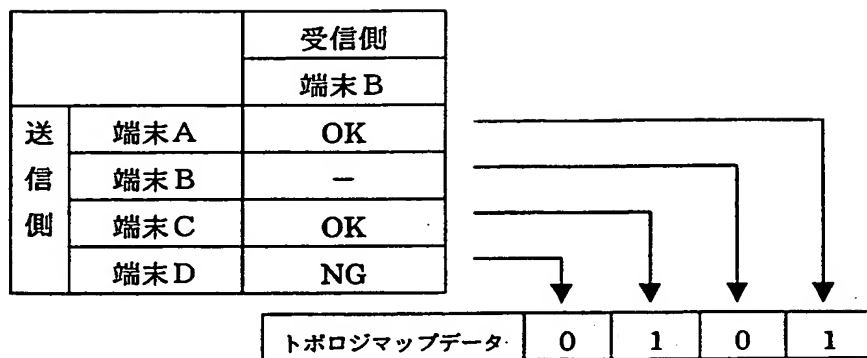 受信側
端末B
送信側
端末A OK
端末B －
端末C OK
端末D NG
トポロジマップデータ 0 1 0 1